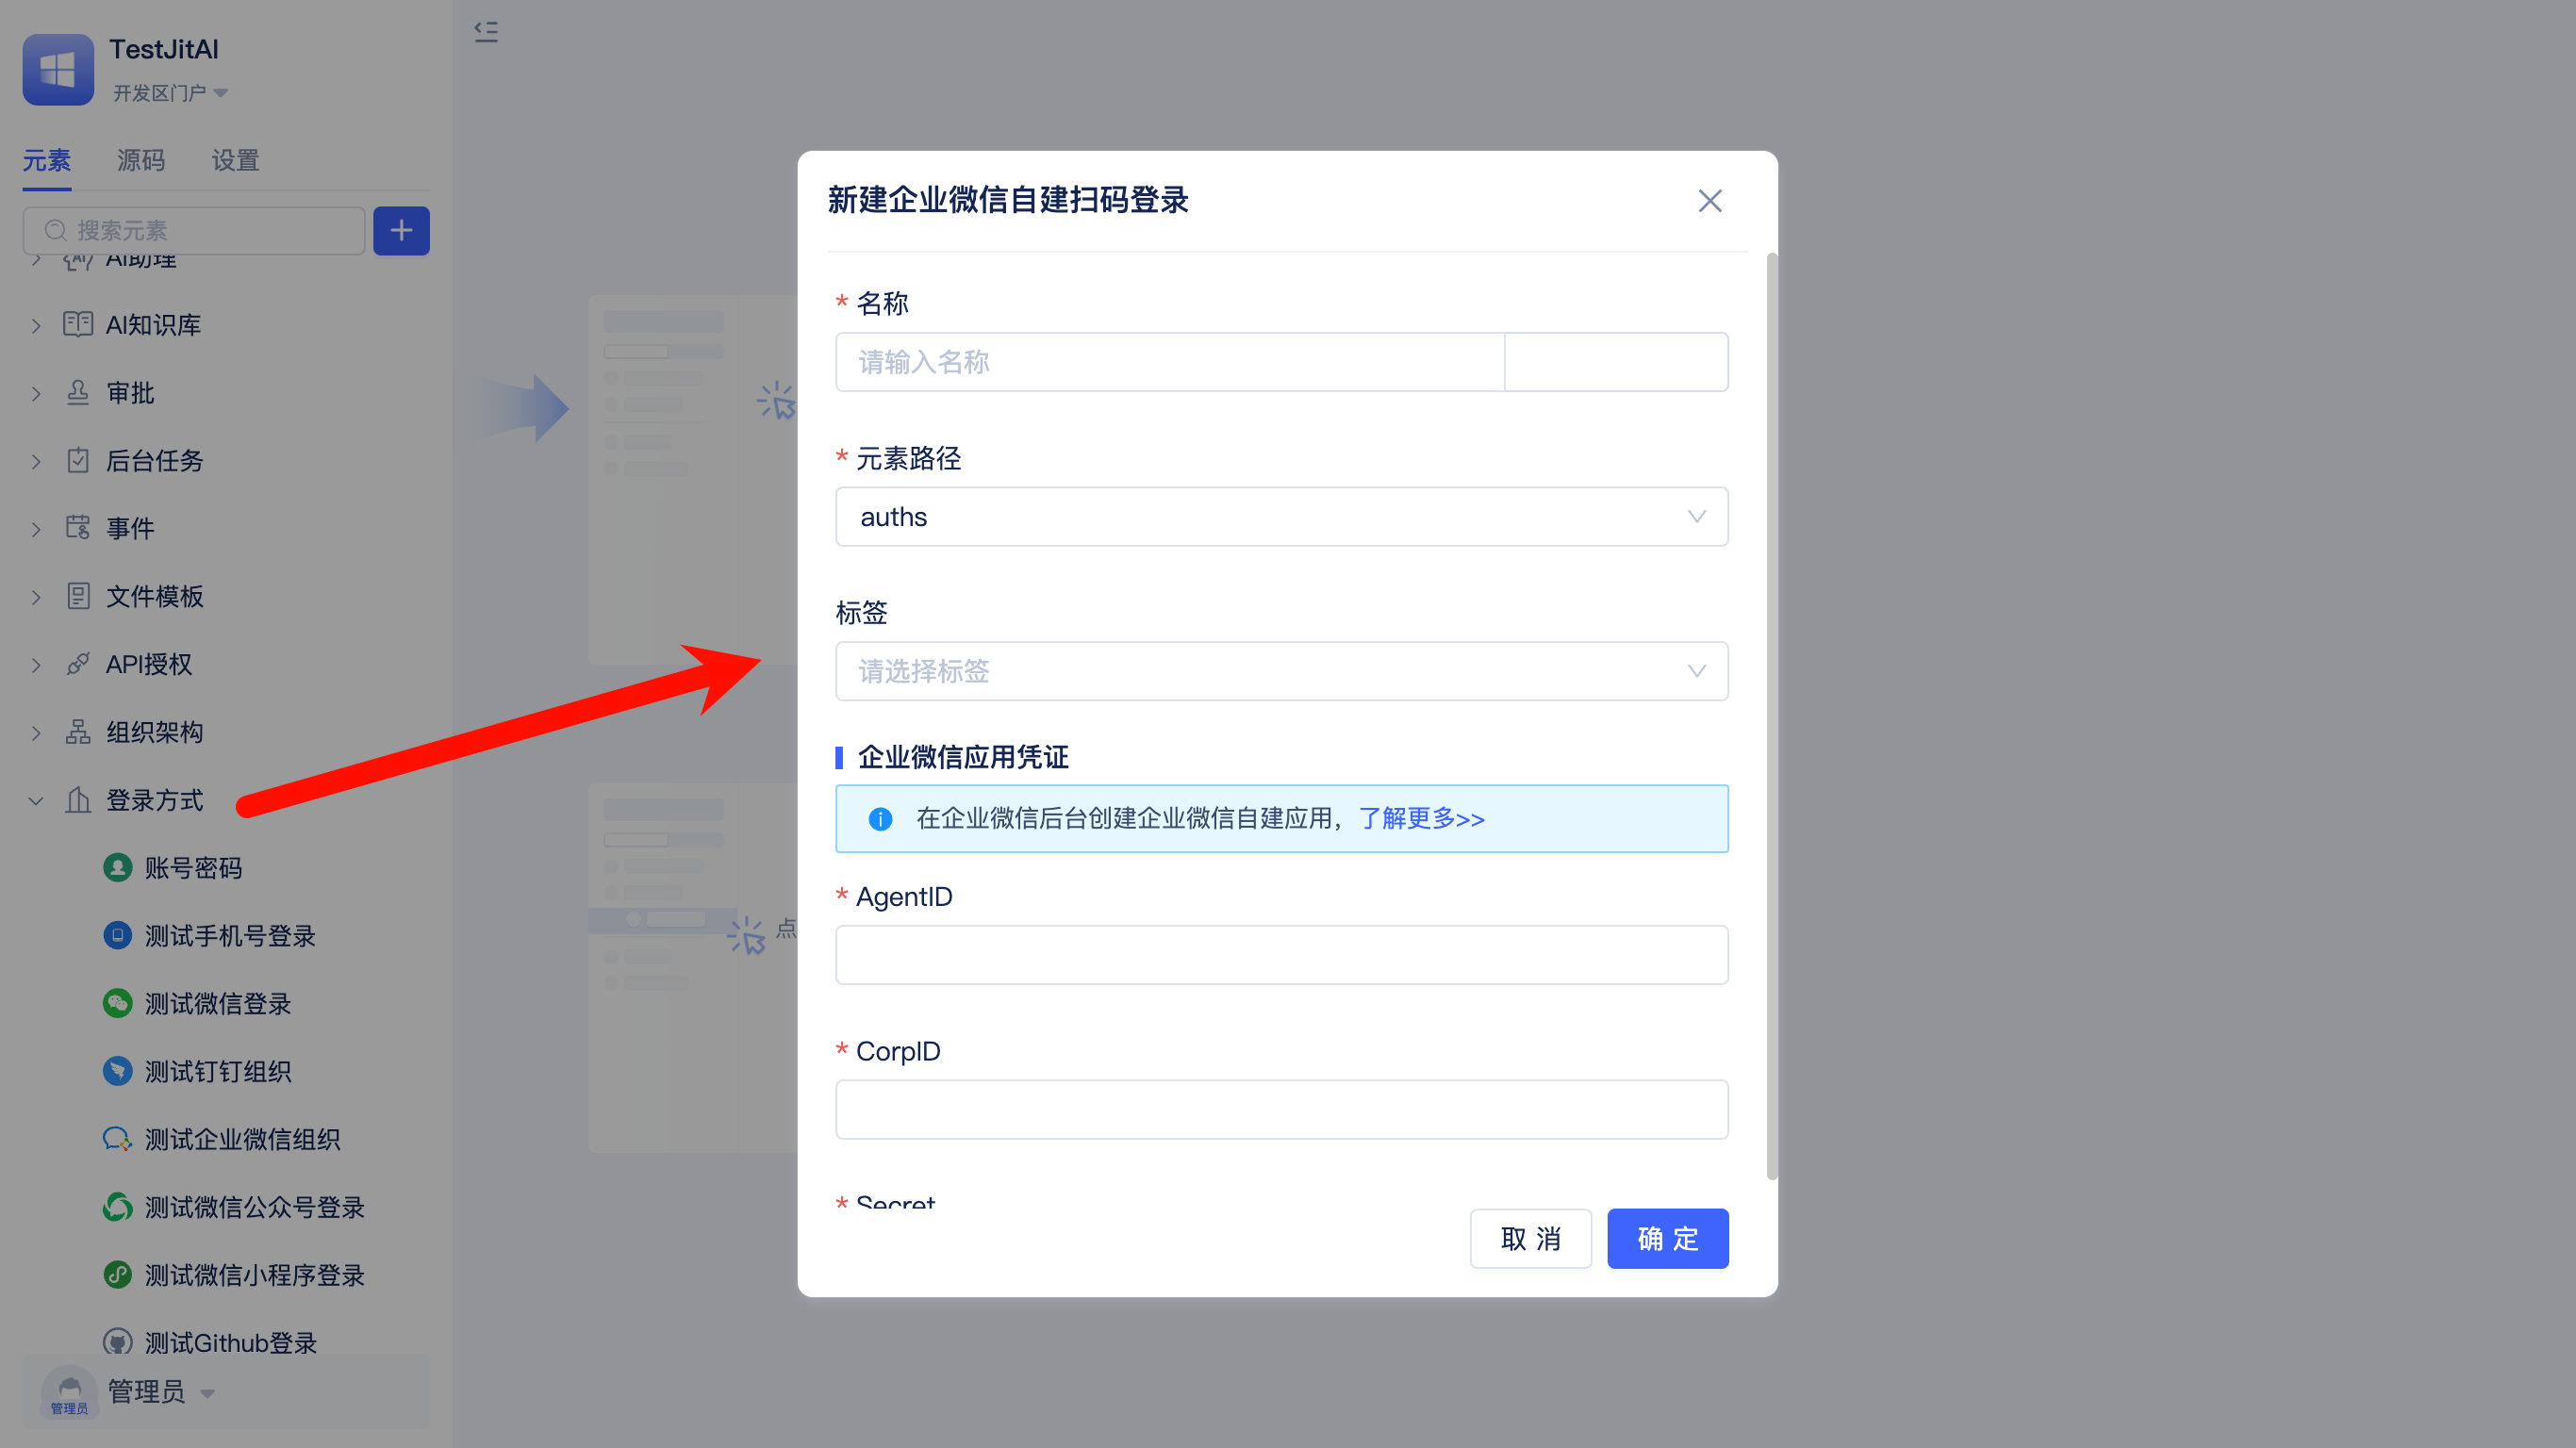 TestJitAI
开发区门户
元素 源码 设置
搜索元素
AI助理
AI知识库
审批
后台任务
事件
文件模板
API授权
组织架构
登录方式
账号密码
测试手机号登录
测试微信登录
测试钉钉组织
测试企业微信组织
测试微信公众号登录
测试微信小程序登录
测试Github登录
管理员
管理员
点
新建企业微信自建扫码登录
* 名称
请输入名称
* 元素路径
auths
标签
请选择标签
企业微信应用凭证
在企业微信后台创建企业微信自建应用，了解更多>>
* AgentID
* CorpID
* Secret
取 消 确 定